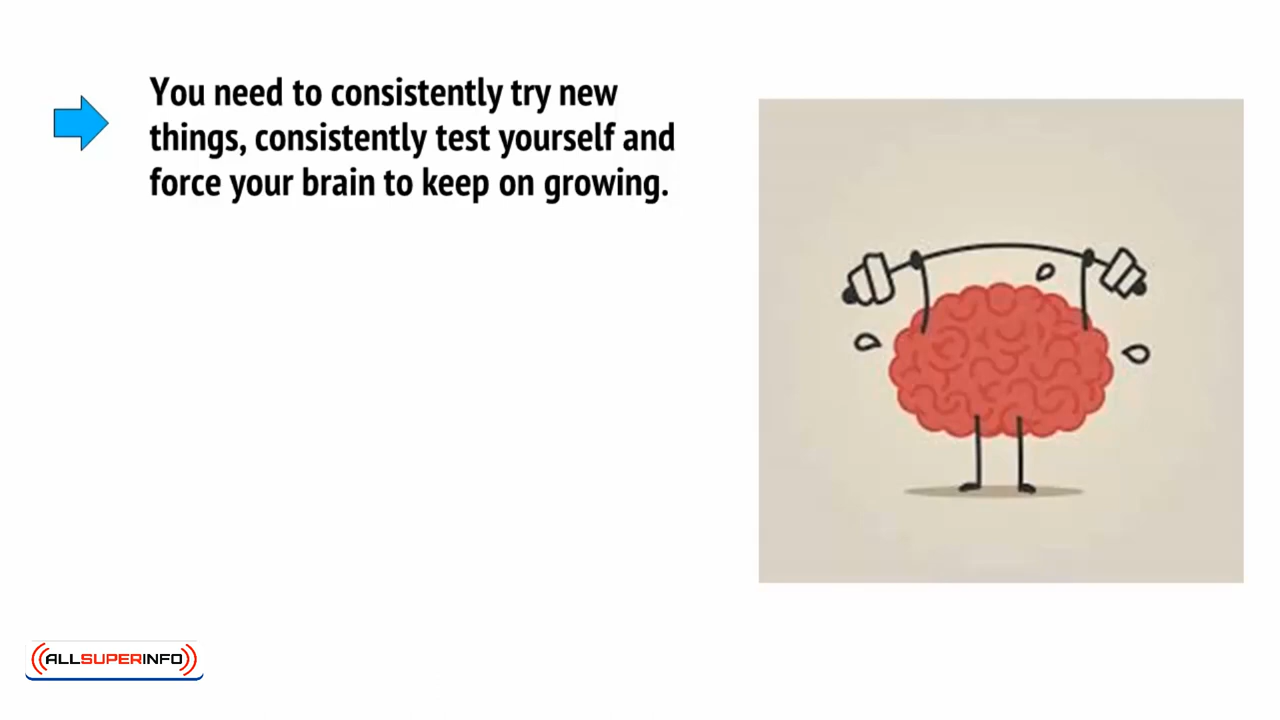 You need to consistently try new
things, consistently test yourself and
force your brain to keep on growing.
ALLSUPERINFO